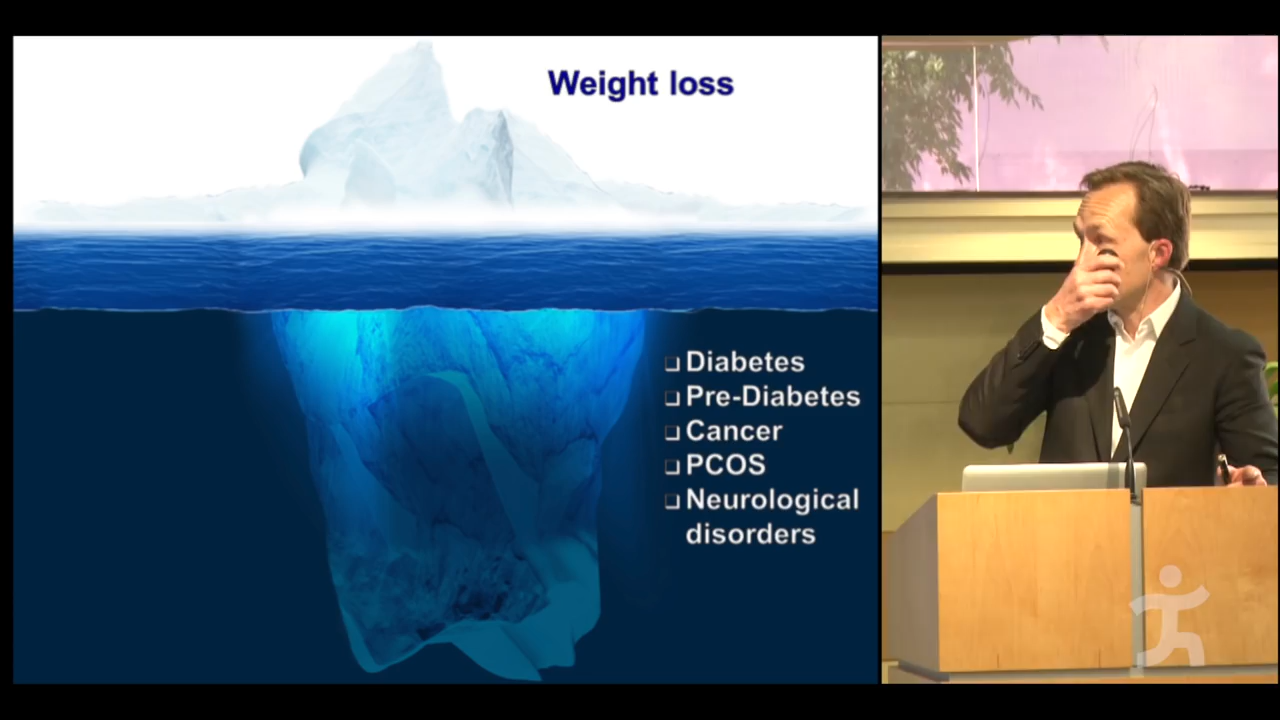 Weight loss
❑ Diabetes
❑ Pre-Diabetes
❑ Cancer
❑ PCOS
❑ Neurological
disorders